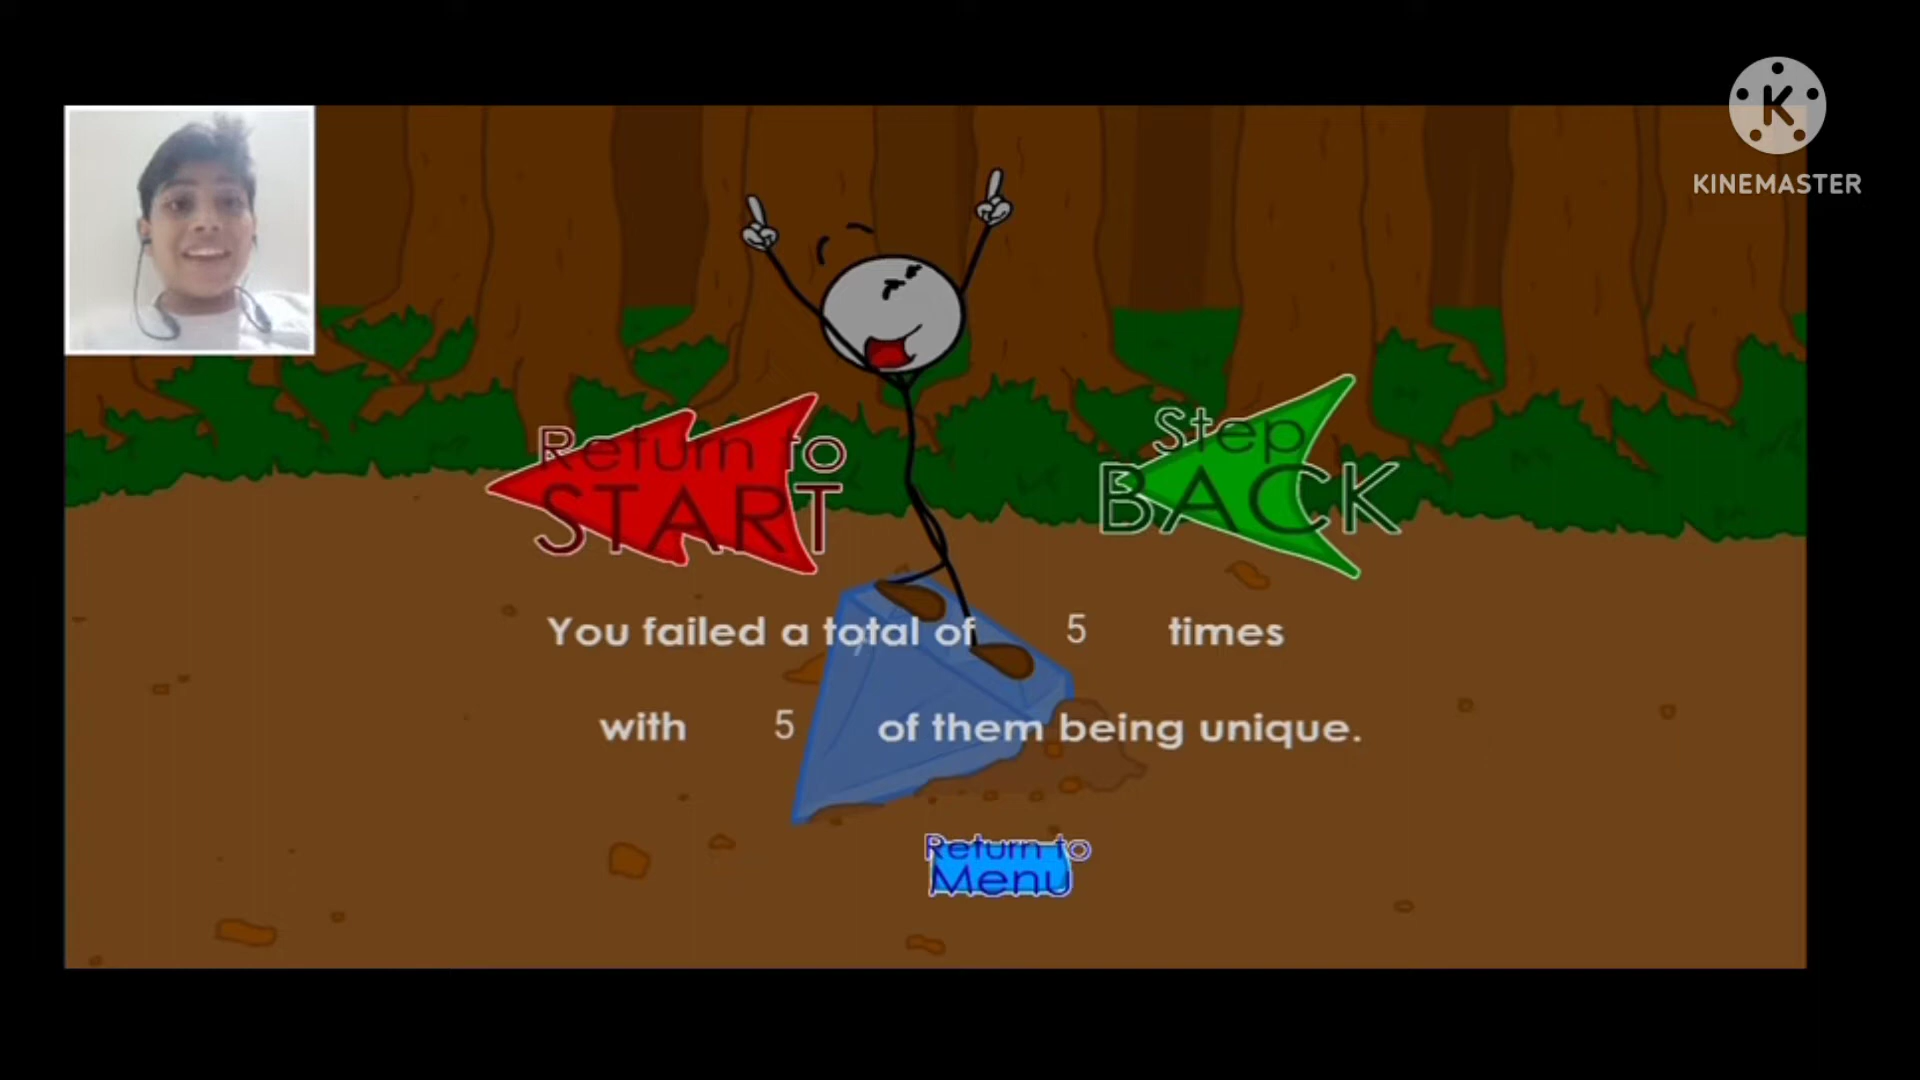 K
KINEMASTER
Return to
START
Step
BACK
You failed a total of 5 times
with 5 of them being unique.
Return to
Menu